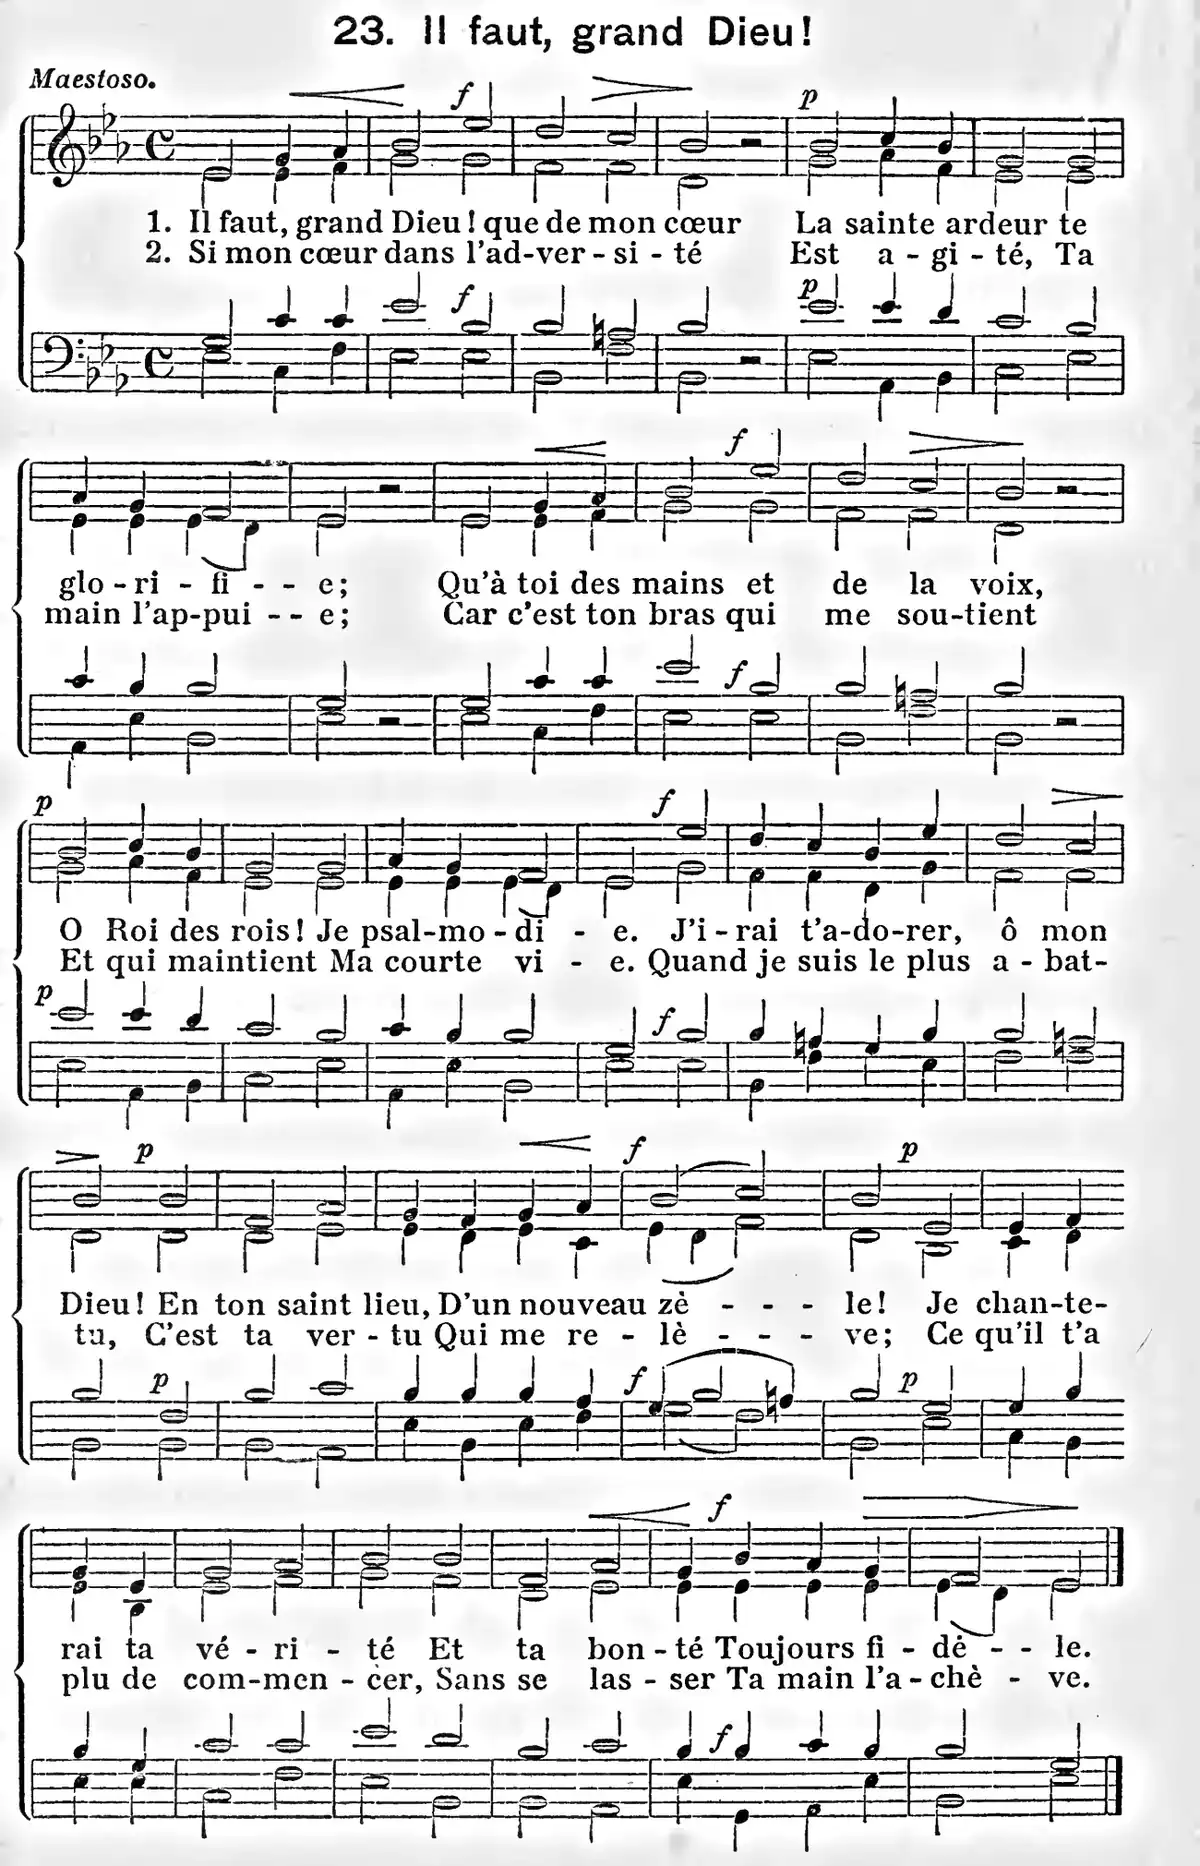 23. Il faut, grand Dieu!
Maestoso.
f
p
1. Il faut, grand Dieu! que de mon cœur La sainte ardeur te
2. Si mon cœur dans l'ad-ver - si - té Est a - gi - té, Ta
f
p
f
glo - ri - fi - - e; Qu'à toi des mains et de la voix,
main l'ap-pui - - e; Car c'est ton bras qui me sou-tient
f
p
f
O Roi des rois! Je psal-mo - di - e. J'i - rai t'a-do-rer, ô mon
Et qui maintient Ma courte vi - e. Quand je suis le plus a - bat-
p
f
p
f
p
Dieu! En ton saint lieu, D'un nouveau zè - - - le! Je chan-te-
tu, C'est ta ver - tu Qui me re - lè - - - ve; Ce qu'il t'a
p
f
p
f
rai ta vé - ri - té Et ta bon - té Toujours fi - dè - - le.
plu de com-men - cer, Sans se las - ser Ta main l'a - chè - ve.
f